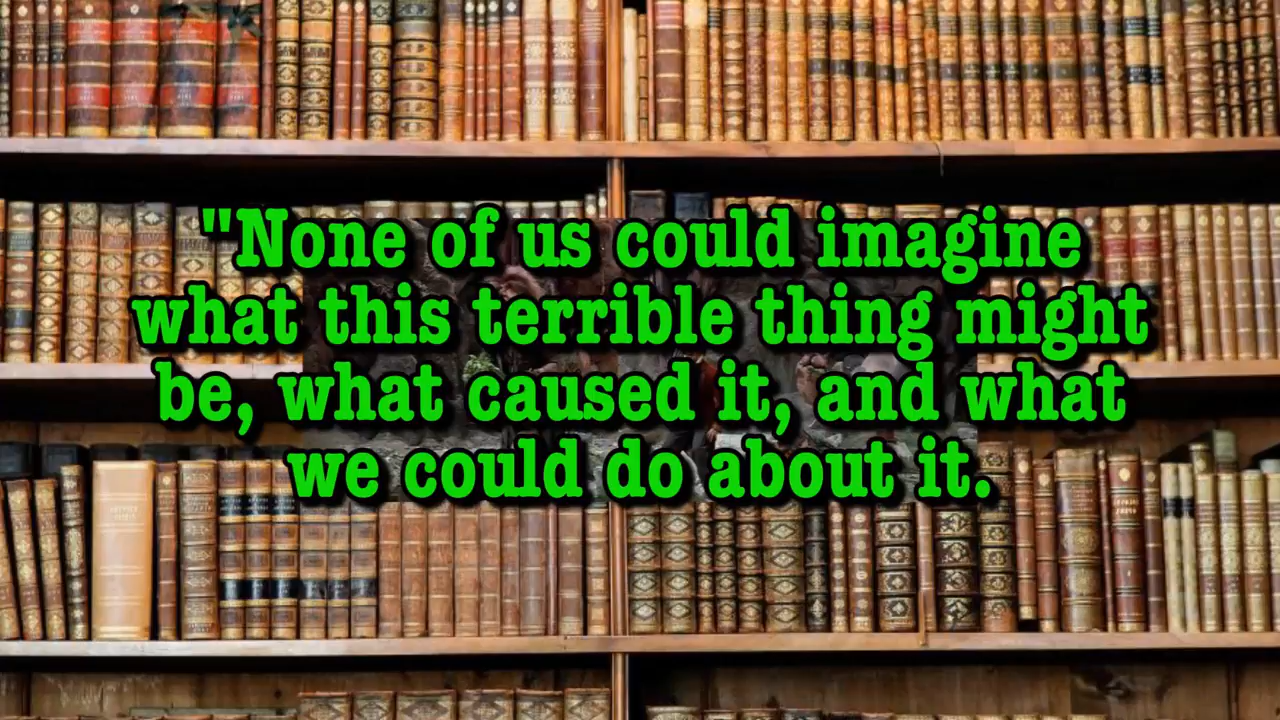 "None of us could imagine
what this terrible thing might
be, what caused it, and what
we could do about it.